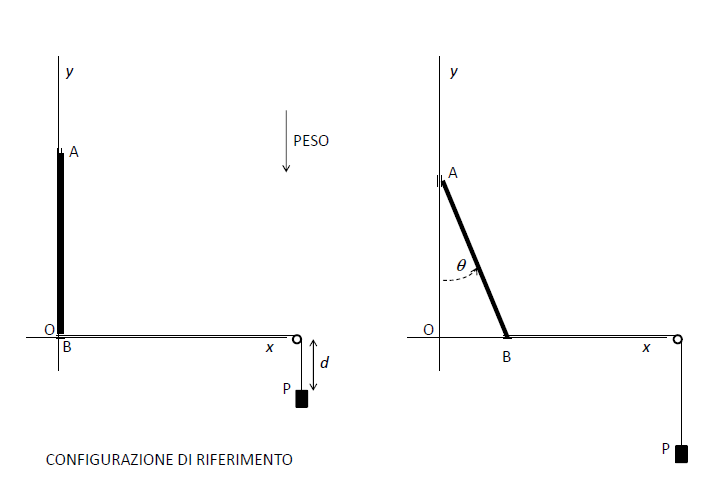 y
A
PESO
O
B
x
d
P
CONFIGURAZIONE DI RIFERIMENTO
y
A
θ
O
B
x
P